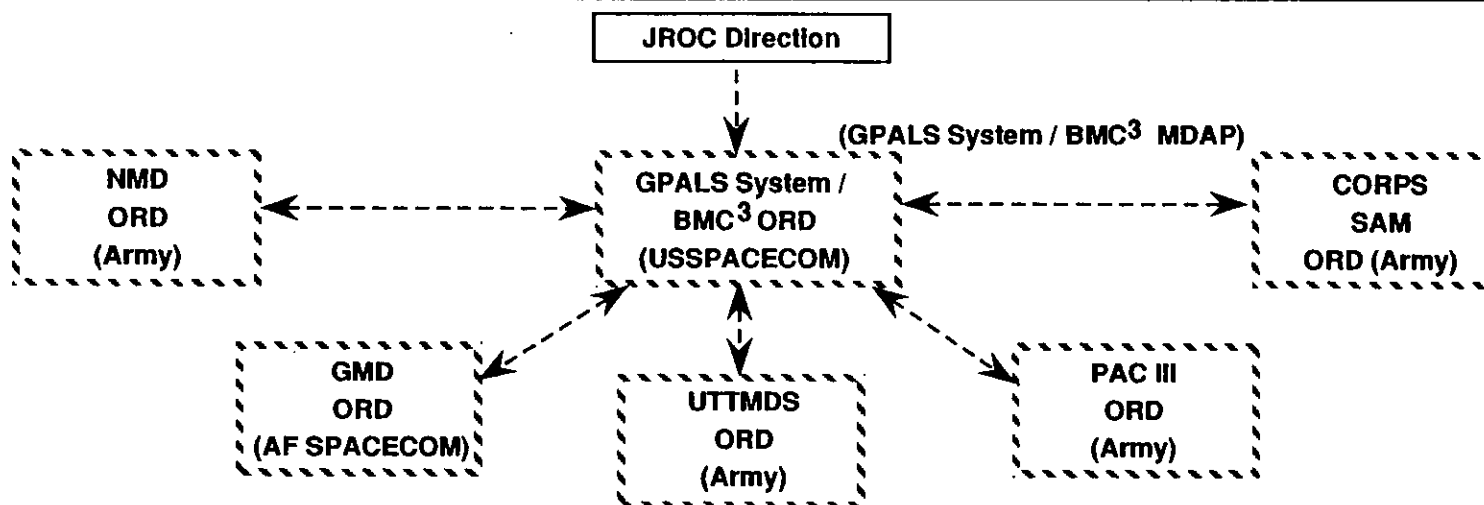 JROC Direction
(GPALS System / BMC³ MDAP)
NMD
ORD
(Army)
GPALS System /
BMC³ ORD
(USSPACECOM)
CORPS
SAM
ORD (Army)
GMD
ORD
(AF SPACECOM)
UTTMDS
ORD
(Army)
PAC III
ORD
(Army)